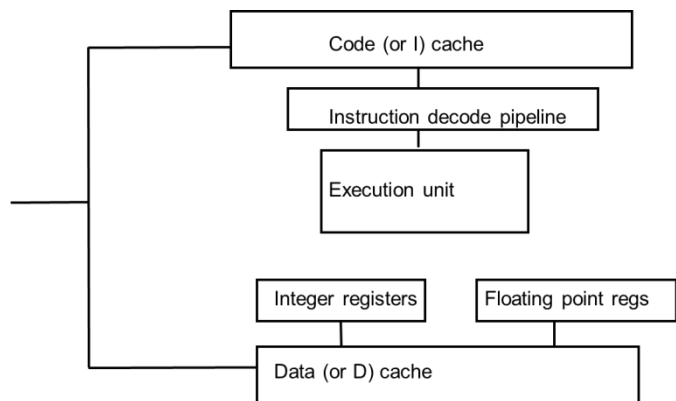 Code (or I) cache
Instruction decode pipeline
Execution unit
Integer registers
Floating point regs
Data (or D) cache